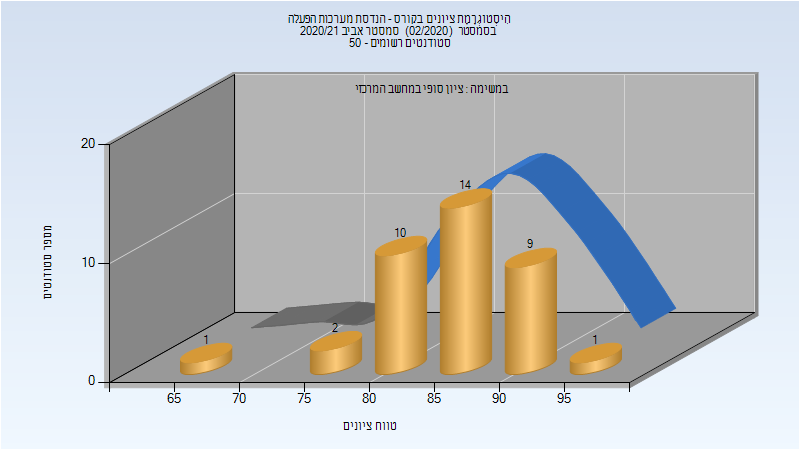 היסטוגרמת ציונים בקורס - הנדסת מערכות הפעלה
בסמסטר (02/2020) סמסטר אביב 2020/21
סטודנטים רשומים - 50
במשימה : ציון סופי במחשב המרכזי
20
10
0
מספר סטודנטים
1
2
10
14
9
1
65
70
75
80
85
90
95
טווח ציונים